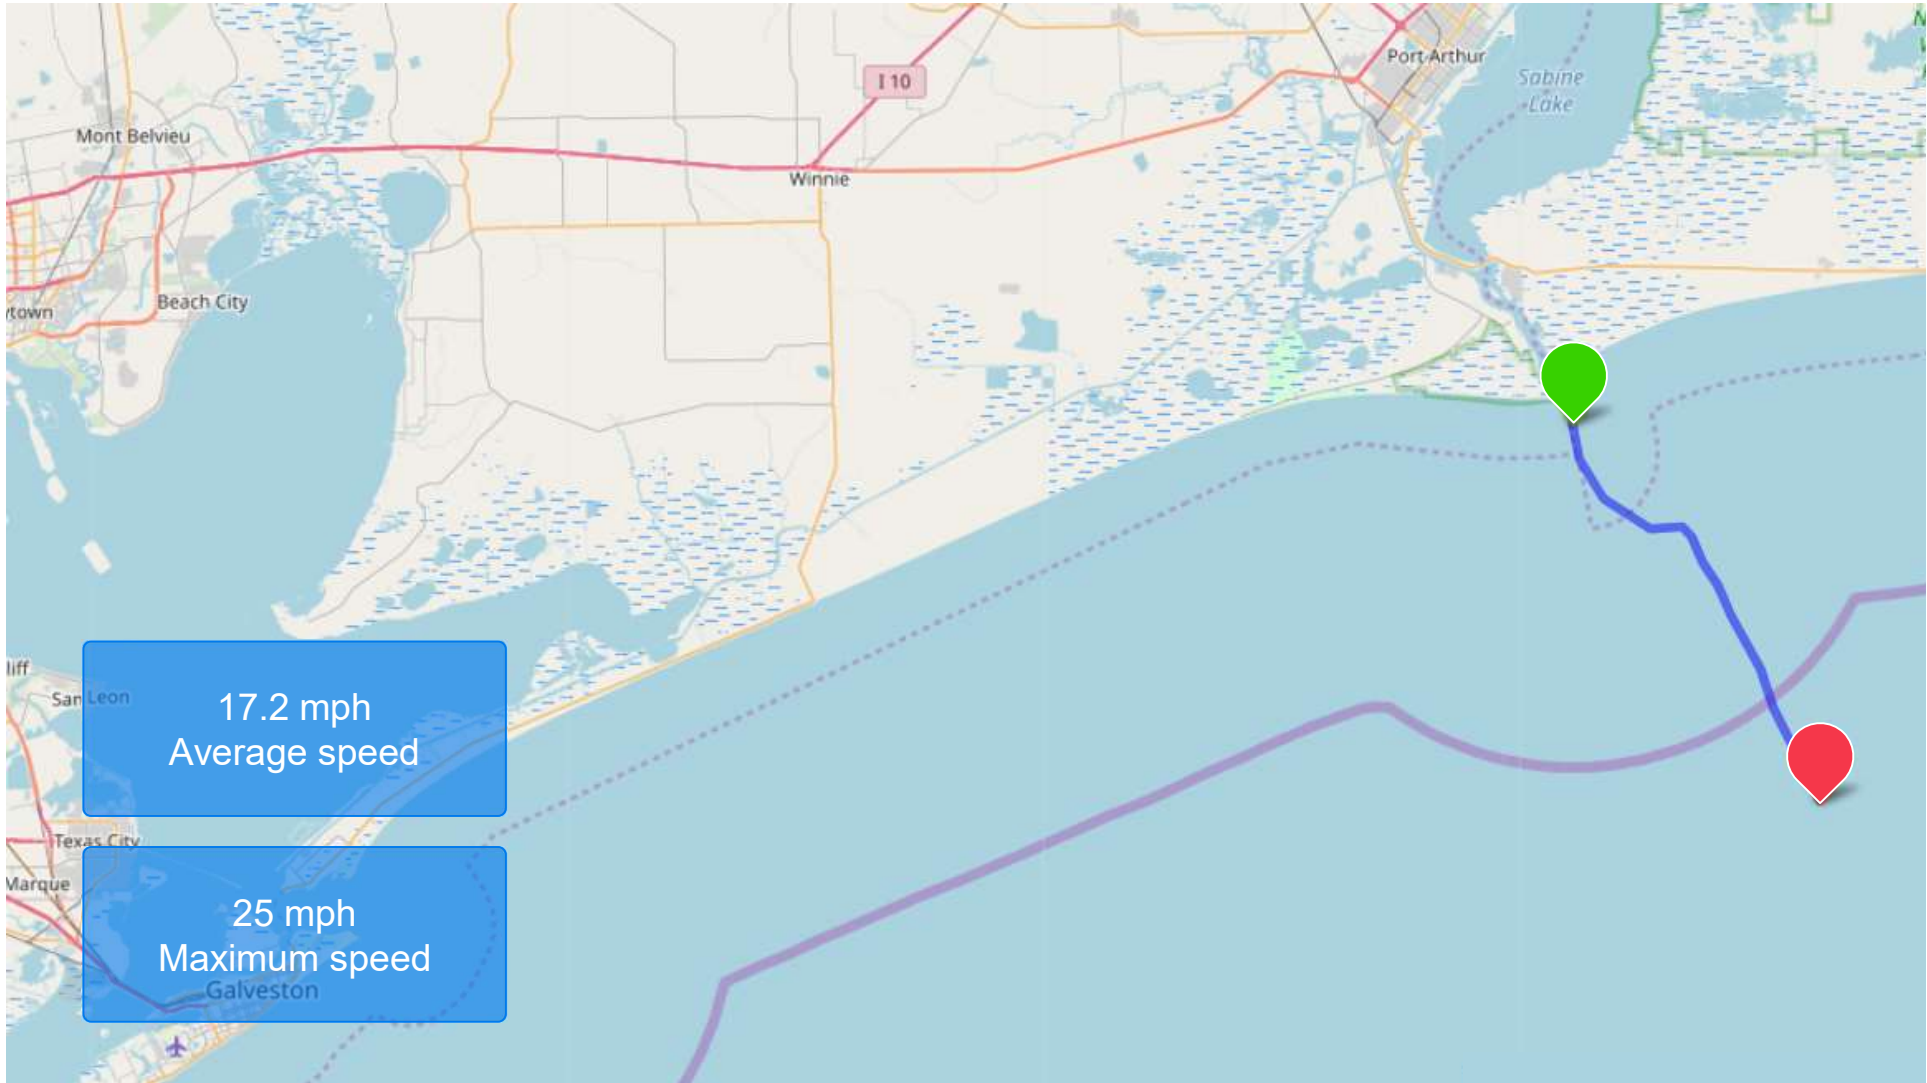 I 10
Port Arthur
Sabine
Lake
Mont Belvieu
Winnie
Beach City
ytown
liff
San Leon
17.2 mph
Average speed
Texas City
Marque
25 mph
Maximum speed
Galveston